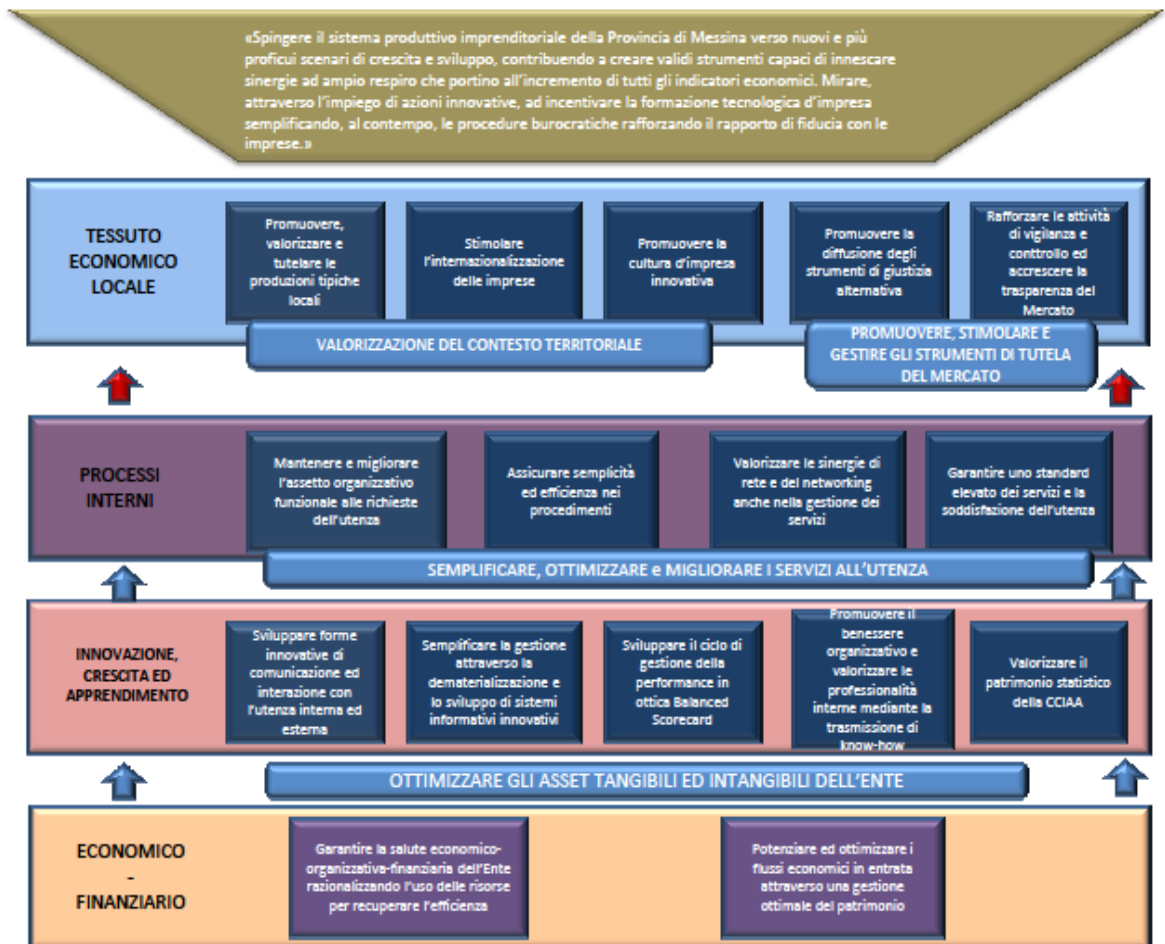 «Spingere il sistema produttivo imprenditoriale della Provincia di Messina verso nuovi e più
proficui scenari di crescita e sviluppo, contribuendo a creare validi strumenti capaci di innescare
sinergie ad ampio respiro che portino all'incremento di tutti gli indicatori economici. Mirare,
attraverso l'impiego di azioni innovative, ad incentivare la formazione tecnologica d'impresa
semplificando, al contempo, le procedure burocratiche rafforzando il rapporto di fiducia con le
imprese.»
TESSUTO
ECONOMICO
LOCALE
Promuovere,
valorizzare e
tutelare le
produzioni tipiche
locali
Stimolare
l'internazionalizzazione
delle imprese
Promuovere la
cultura d'impresa
innovativa
Promuovere la
diffusione degli
strumenti di giustizia
alternativa
Rafforzare le attività
di vigilanza e
conttrollo ed
accrescere la
trasparenza del
Mercato
VALORIZZAZIONE DEL CONTESTO TERRITORIALE
PROMUOVERE, STIMOLARE E
GESTIRE GLI STRUMENTI DI TUTELA
DEL MERCATO
PROCESSI
INTERNI
Mantenere e migliorare
l'assetto organizzativo
funzionale alle richieste
dell'utenza
Assicurare semplicità
ed efficienza nei
procedimenti
Valorizzare le sinergie di
rete e del networking
anche nella gestione dei
servizi
Garantire uno standard
elevato dei servizi e la
soddisfazione dell'utenza
SEMPLIFICARE, OTTIMIZZARE e MIGLIORARE I SERVIZI ALL'UTENZA
INNOVAZIONE,
CRESCITA ED
APPRENDIMENTO
Sviluppare forme
innovative di
comunicazione ed
interazione con
l'utenza interna ed
esterna
Semplificare la gestione
attraverso la
dematerializzazione e
lo sviluppo di sistemi
informativi innovativi
Sviluppare il ciclo di
gestione della
performance in
ottica Balanced
Scorecard
Promuovere il
benessere
organizzativo e
valorizzare le
professionalità
interne mediante la
trasmissione di
know-how
Valorizzare il
patrimonio statistico
della CCIAA
OTTIMIZZARE GLI ASSET TANGIBILI ED INTANGIBILI DELL'ENTE
ECONOMICO
-
FINANZIARIO
Garantire la salute economico-
organizzativa-finanziaria dell'Ente
razionalizzando l'uso delle risorse
per recuperare l'efficienza
Potenziare ed ottimizzare i
flussi economici in entrata
attraverso una gestione
ottimale del patrimonio